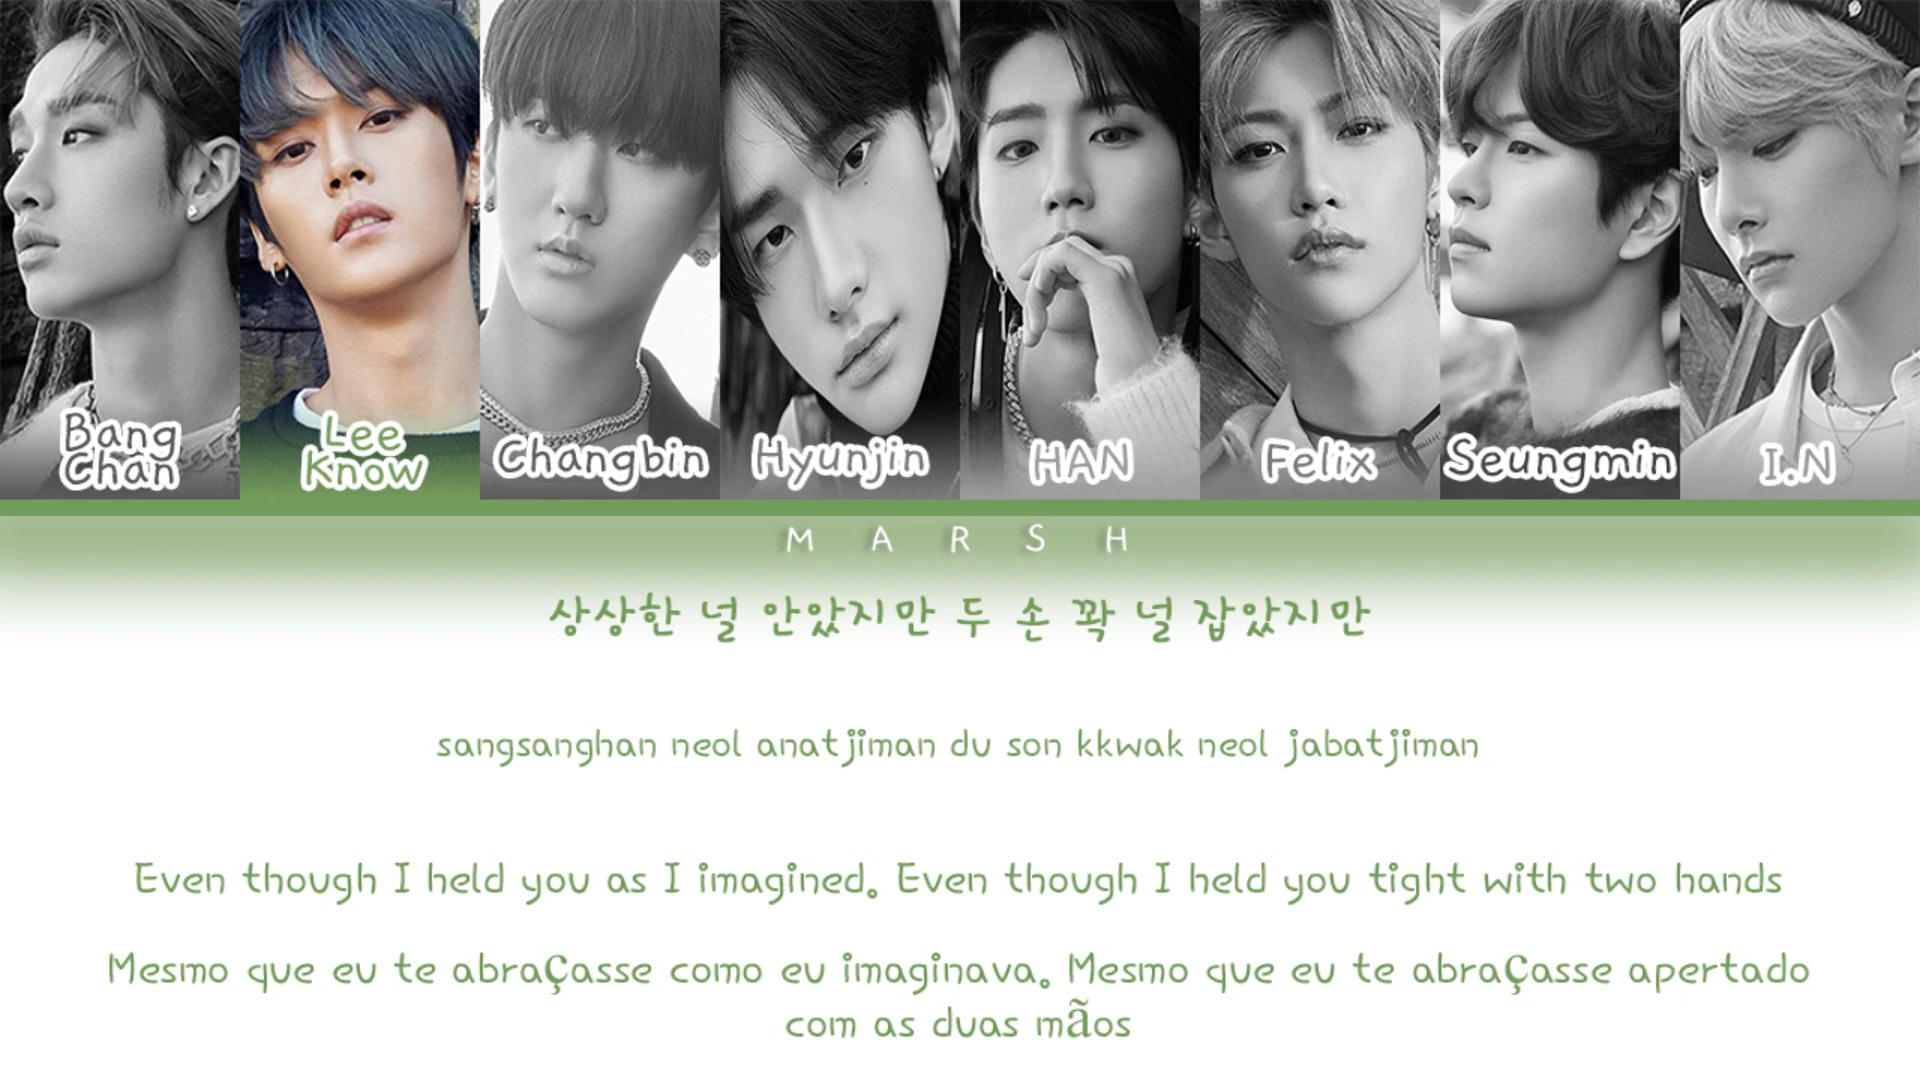 Bang
Chan
Lee
Know
Changbin
Hyunjin
HAN
Felix
Seungmin
I.N
M A R S H
상상한 널 안았지만 두 손 꽉 널 잡았지만
sangsanghan neol anatjiman du son kkwak neol jabatjiman
Even though I held you as I imagined. Even though I held you tight with two hands
Mesmo que eu te abraçasse como eu imaginava. Mesmo que eu te abraçasse apertado
com as duas mãos